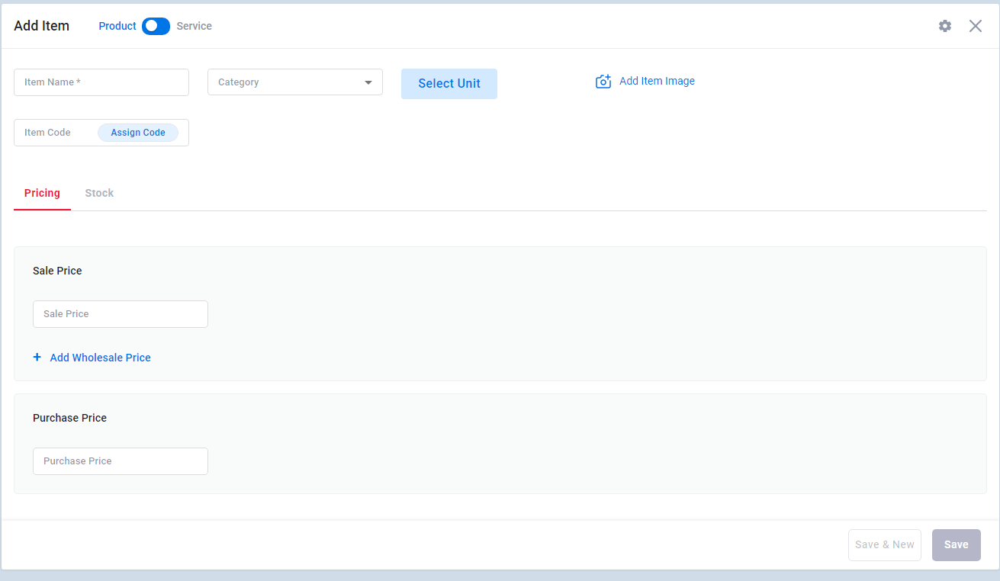 Add Item Product Service
Item Name * Category Select Unit Add Item Image
Item Code Assign Code
Pricing Stock
Sale Price
Sale Price
+ Add Wholesale Price
Purchase Price
Purchase Price
Save & New Save